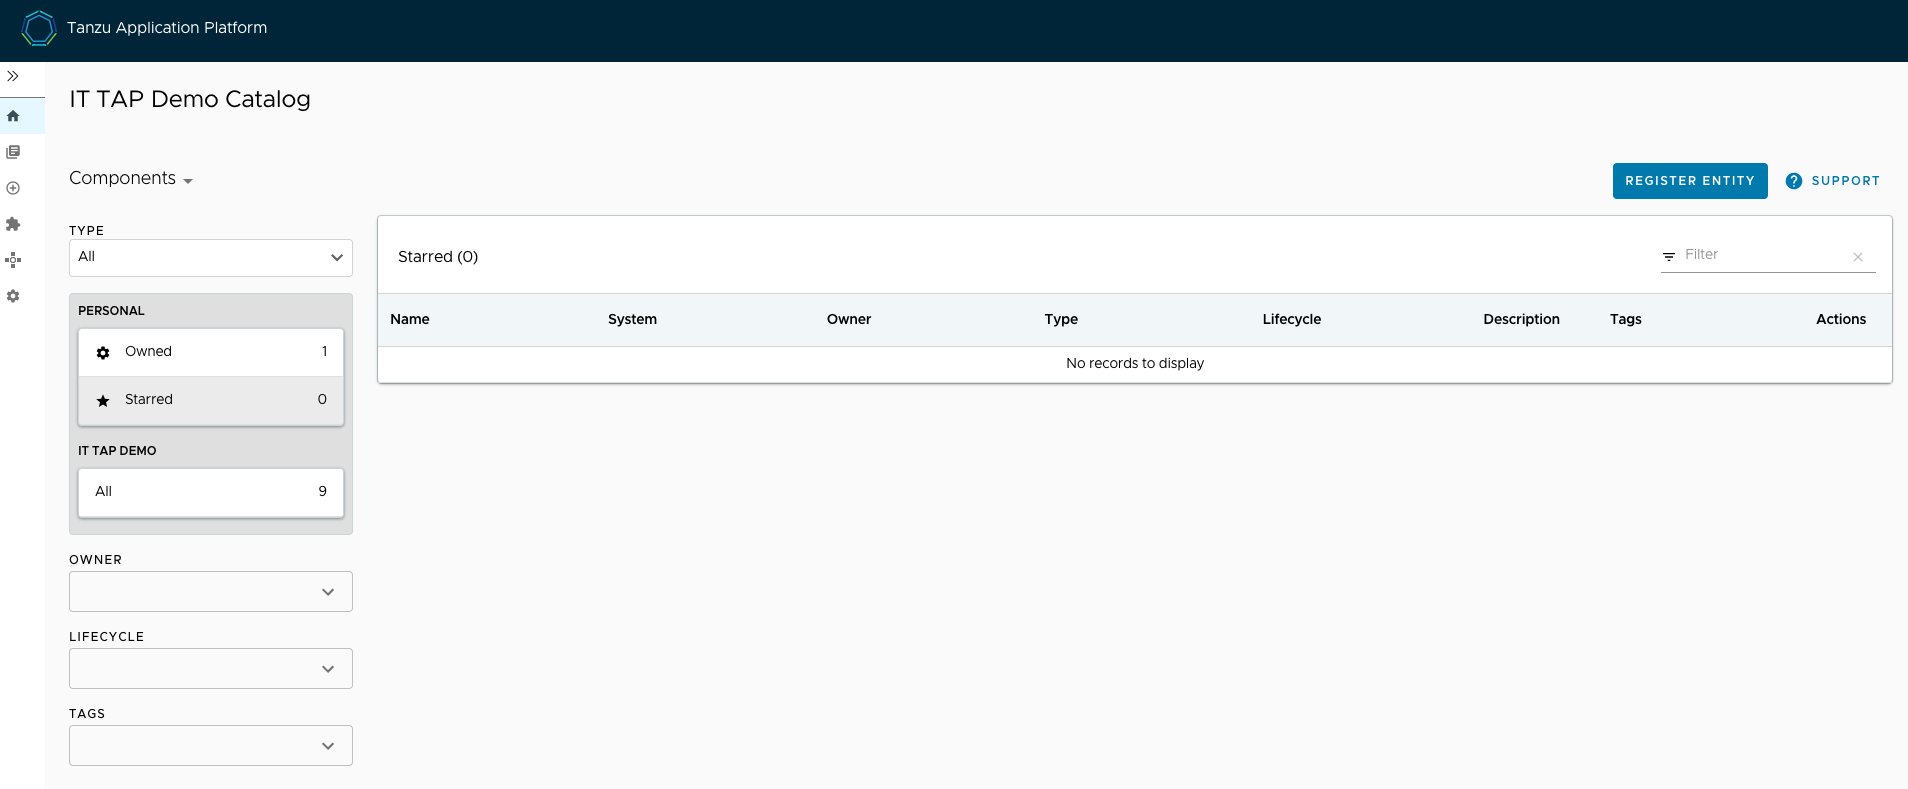 Tanzu Application Platform
IT TAP Demo Catalog
Components
REGISTER ENTITY
SUPPORT
TYPE
All
PERSONAL
Owned 1
Starred 0
IT TAP DEMO
All 9
OWNER
LIFECYCLE
TAGS
Starred (0)
Filter
Name System Owner Type Lifecycle Description Tags Actions
No records to display